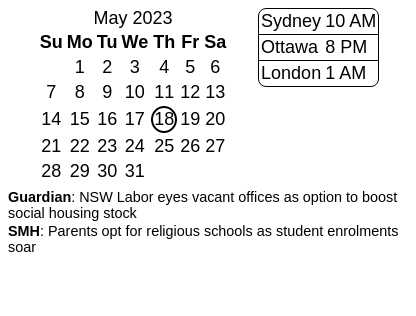 May 2023
Su Mo Tu We Th Fr Sa
1 2 3 4 5 6
7 8 9 10 11 12 13
14 15 16 17 18 19 20
21 22 23 24 25 26 27
28 29 30 31
Sydney 10 AM
Ottawa 8 PM
London 1 AM
Guardian: NSW Labor eyes vacant offices as option to boost
social housing stock
SMH: Parents opt for religious schools as student enrolments
soar